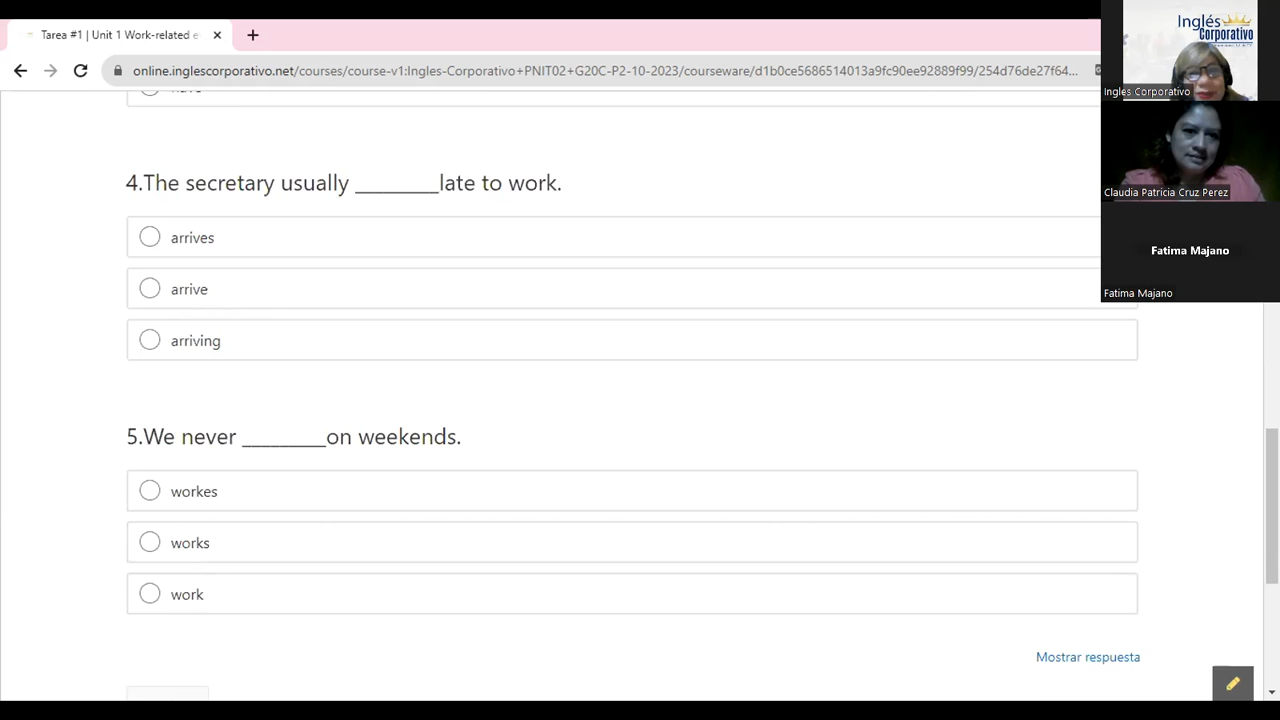 Tarea #1 | Unit 1 Work-related e
online.inglescorporativo.net/courses/course-v1:Ingles-Corporativo+PNIT02+G20C-P2-10-2023/courseware/d1b0ce5686514013a9fc90ee92889f99/254d76de27f64...
Inglés
Corporativo
Ingles Corporativo
4.The secretary usually _________late to work.
Claudia Patricia Cruz Perez
arrives
Fatima Majano
arrive
Fatima Majano
arriving
5.We never _________on weekends.
workes
works
work
Mostrar respuesta